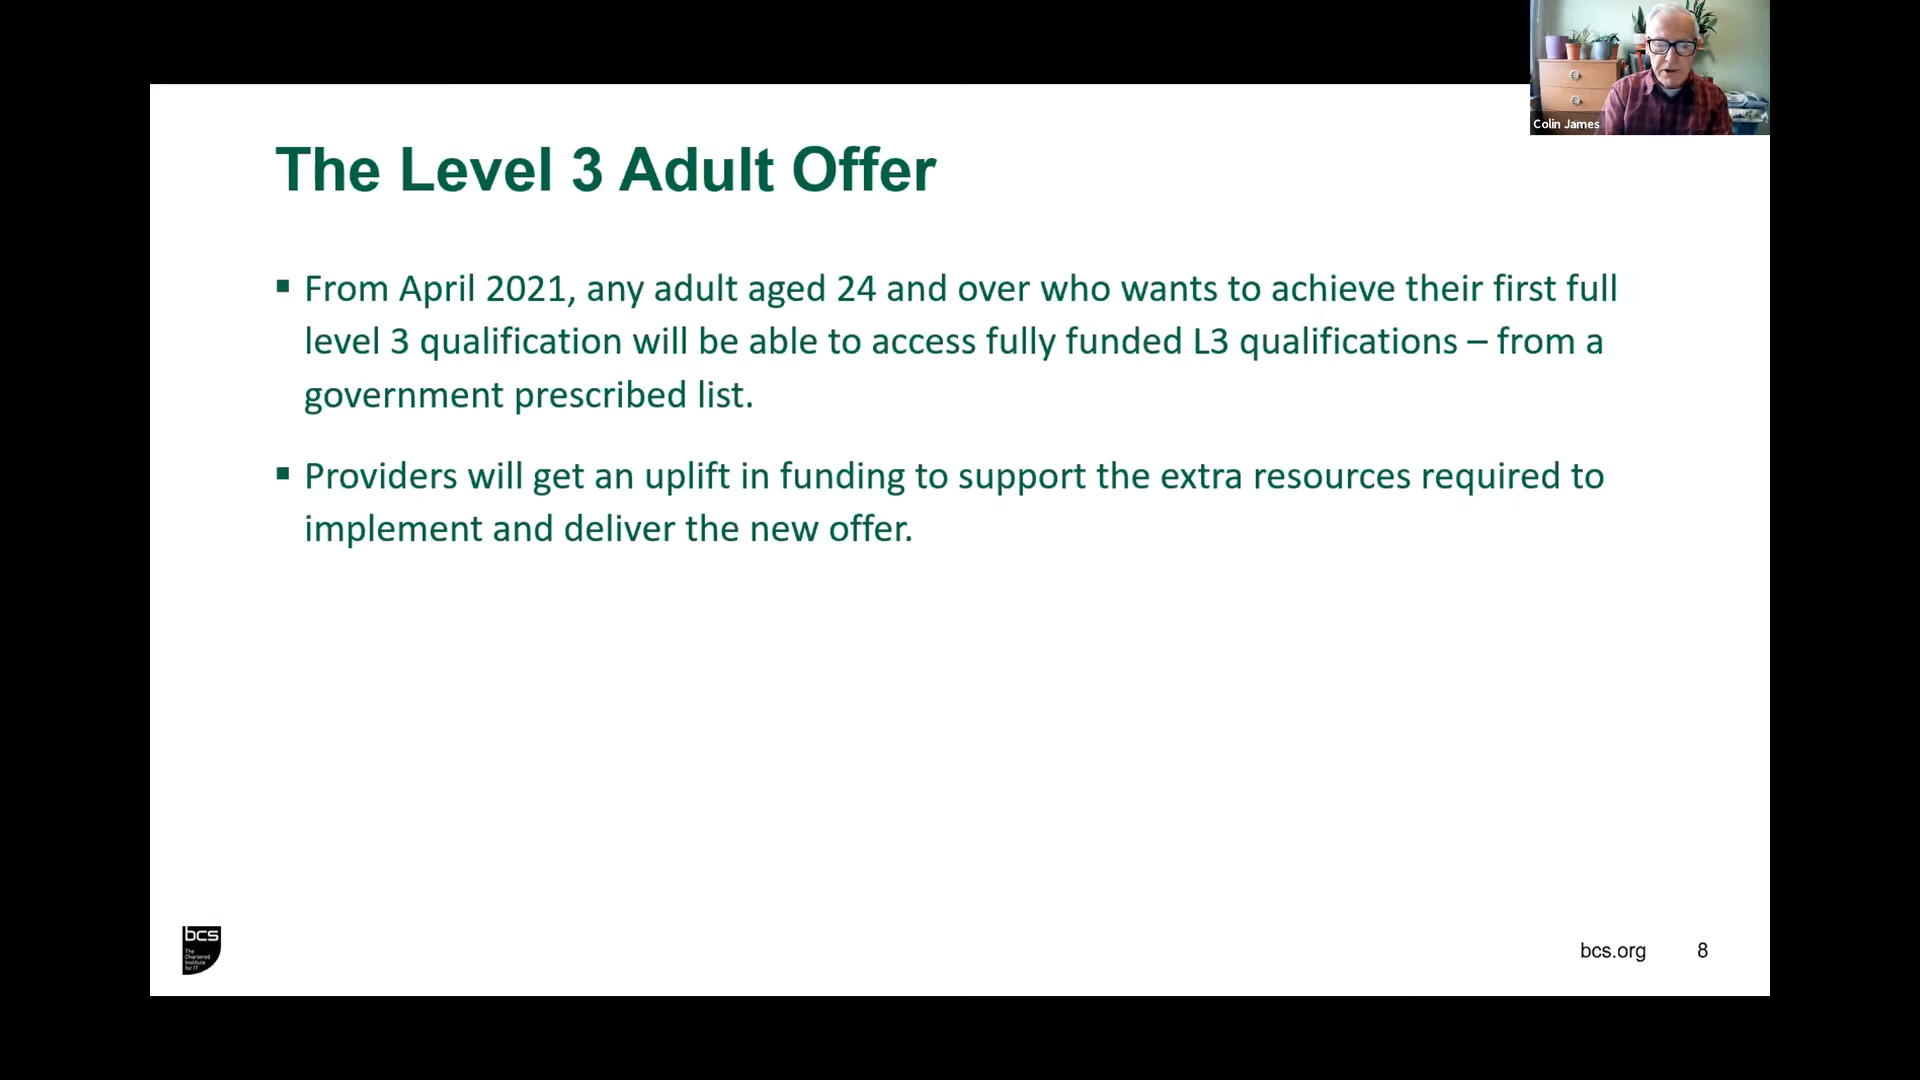 Colin James
The Level 3 Adult Offer
▪ From April 2021, any adult aged 24 and over who wants to achieve their first full
level 3 qualification will be able to access fully funded L3 qualifications – from a
government prescribed list.
▪ Providers will get an uplift in funding to support the extra resources required to
implement and deliver the new offer.
bcs
The
Chartered
Institute
for IT
bcs.org 8